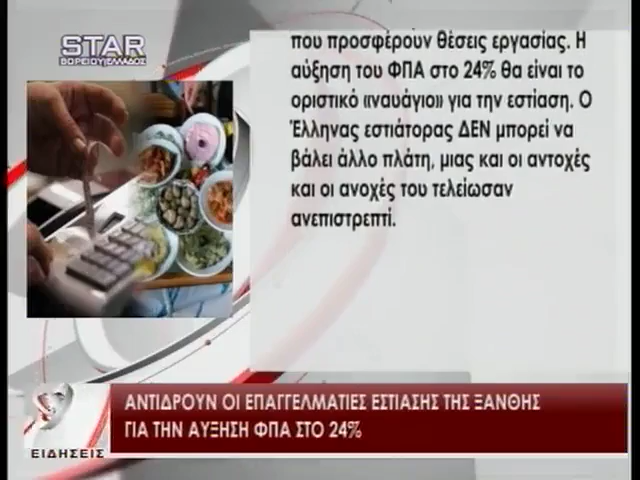 STAR
ΒΟΡΕΙΟΥ ΕΛΛΑΔΟΣ
που προσφέρουν θέσεις εργασίας. Η
αύξηση του ΦΠΑ στο 24% θα είναι το
οριστικό «ναυάγιο» για την εστίαση. Ο
Έλληνας εστιάτορας ΔΕΝ μπορεί να
βάλει άλλο πλάτη, μιας και οι αντοχές
και οι ανοχές του τελείωσαν
ανεπιστρεπτί.
ΑΝΤΙΔΡΟΥΝ ΟΙ ΕΠΑΓΓΕΛΜΑΤΙΕΣ ΕΣΤΙΑΣΗΣ ΤΗΣ ΞΑΝΘΗΣ
ΓΙΑ ΤΗΝ ΑΥΞΗΣΗ ΦΠΑ ΣΤΟ 24%
ΕΙΔΗΣΕΙΣ